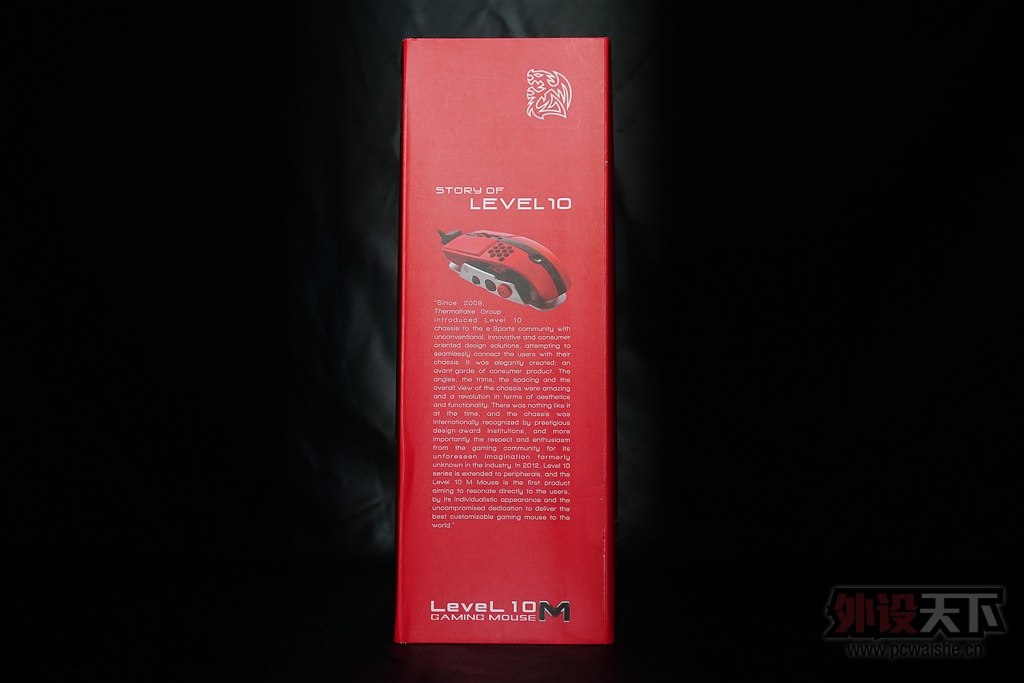 STORY OF
LEVEL 10
"Since 2009,
Thermaltake Group
introduced Level 10
chassis to the e-Sports community with
unconventional, innovative and consumer
oriented design solutions, attempting to
seamlessly connect the users with their
chassis. It was elegantly created; an
avant-garde of consumer product. The
angles, the trims, the spacing and the
overall view of the chassis were amazing
and a revolution in terms of aesthetics
and functionality. There was nothing like it
at the time, and the chassis was
internationally recognized by prestigious
design-award institutions, and more
importantly the respect and enthusiasm
from the gaming community for its
unforeseen imagination formerly
unknown in the industry. In 2012, Level 10
series is extended to peripherals, and the
Level 10 M Mouse is the first product
aiming to resonate directly to the users,
by its individualistic appearance and the
uncompromised dedication to deliver the
best customizable gaming mouse to the
world."
LeveL 10 M
GAMING MOUSE
外设天下
www.pcwaishe.cn